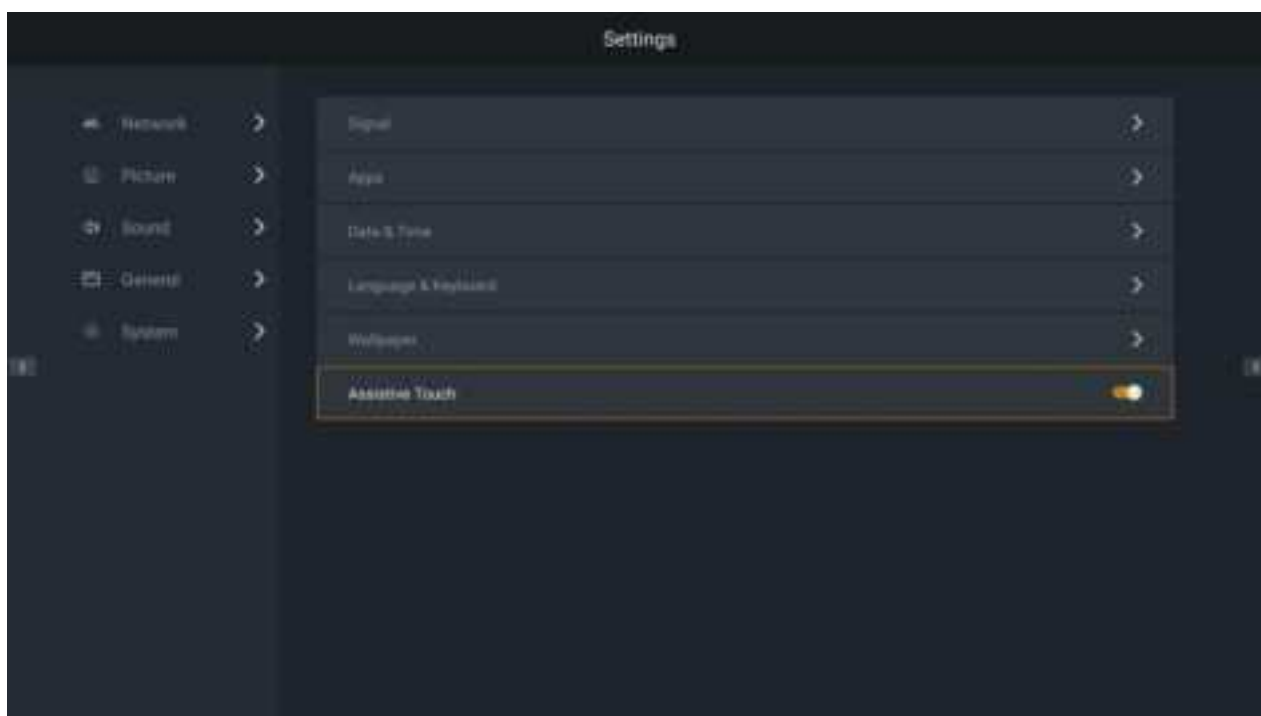 Settings
Network
Picture
Sound
General
System
Signal
Apps
Date & Time
Language & Keyboard
Wallpaper
Assistive Touch